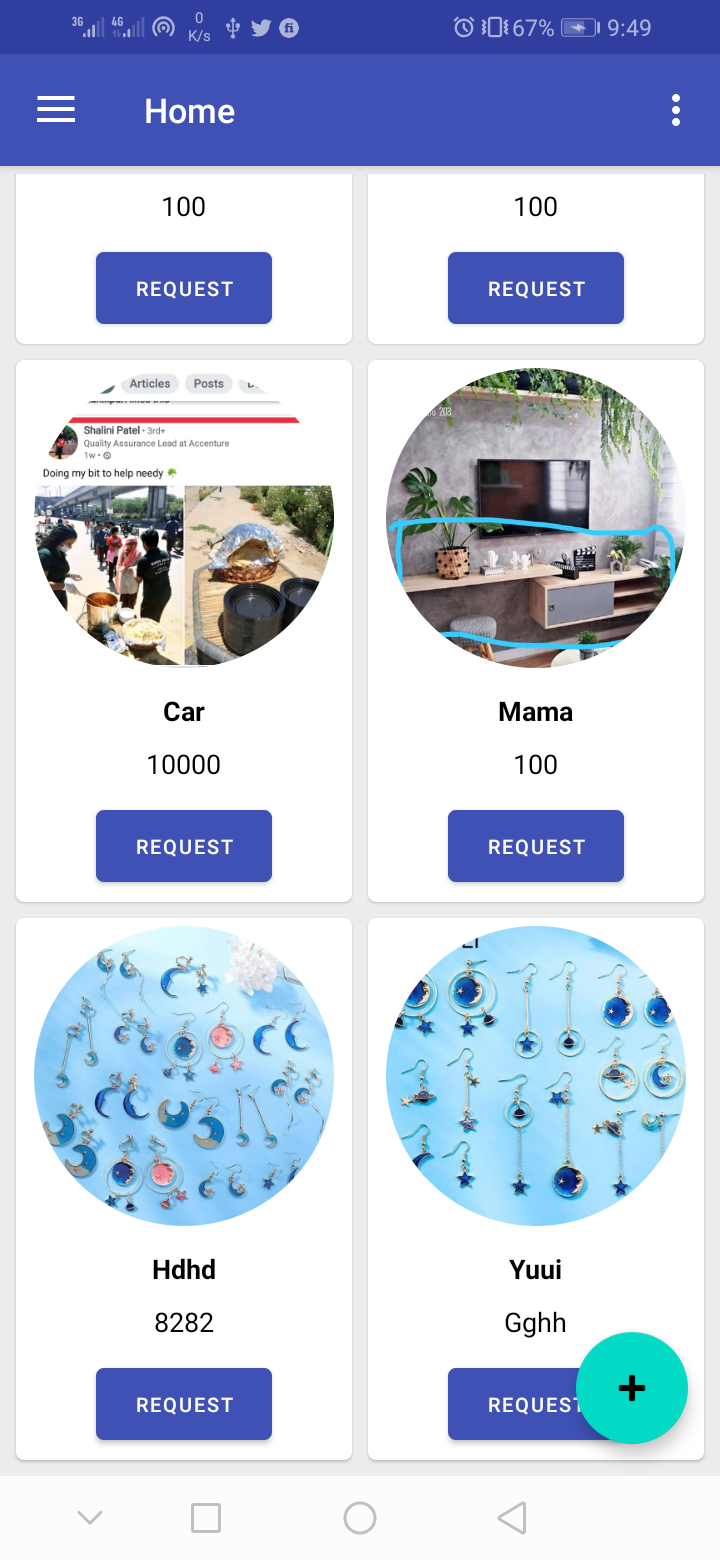 3G 4G 0 K/s 67% 9:49
Home
100 100
REQUEST REQUEST
Articles Posts
Shalini Patel • 3rd+
Quality Assurance Lead at Accenture
1w •
Doing my bit to help needy
203
Car Mama
10000 100
REQUEST REQUEST
Hdhd Yuui
8282 Gghh
REQUEST REQUEST